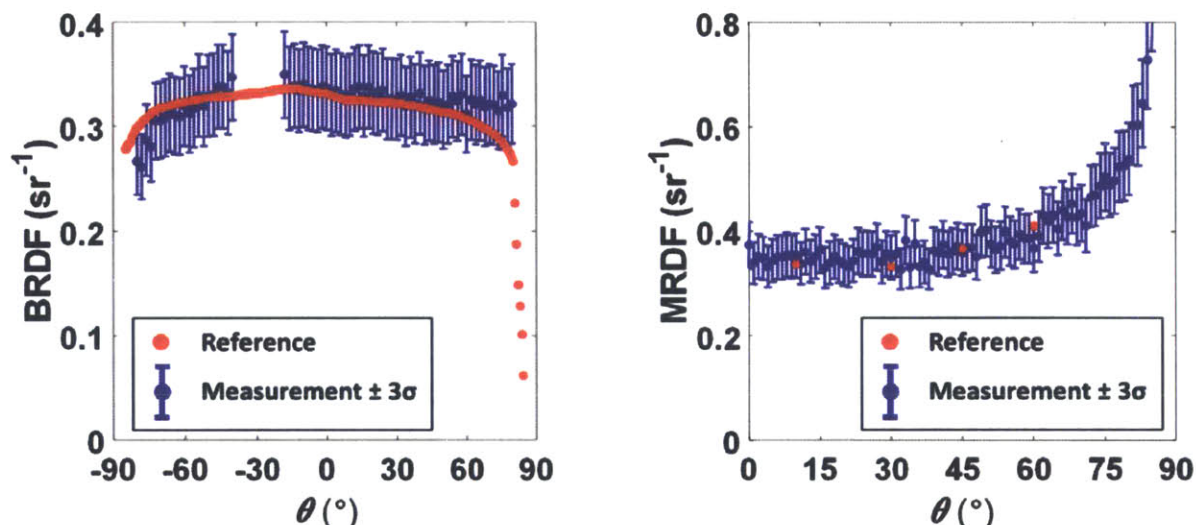 BRDF (sr⁻¹)
0.4
0.3
0.2
0.1
0
-90 -60 -30 0 30 60 90
θ (°)
Reference
Measurement ± 3σ
MRDF (sr⁻¹)
0.8
0.6
0.4
0.2
0
0 15 30 45 60 75 90
θ (°)
Reference
Measurement ± 3σ